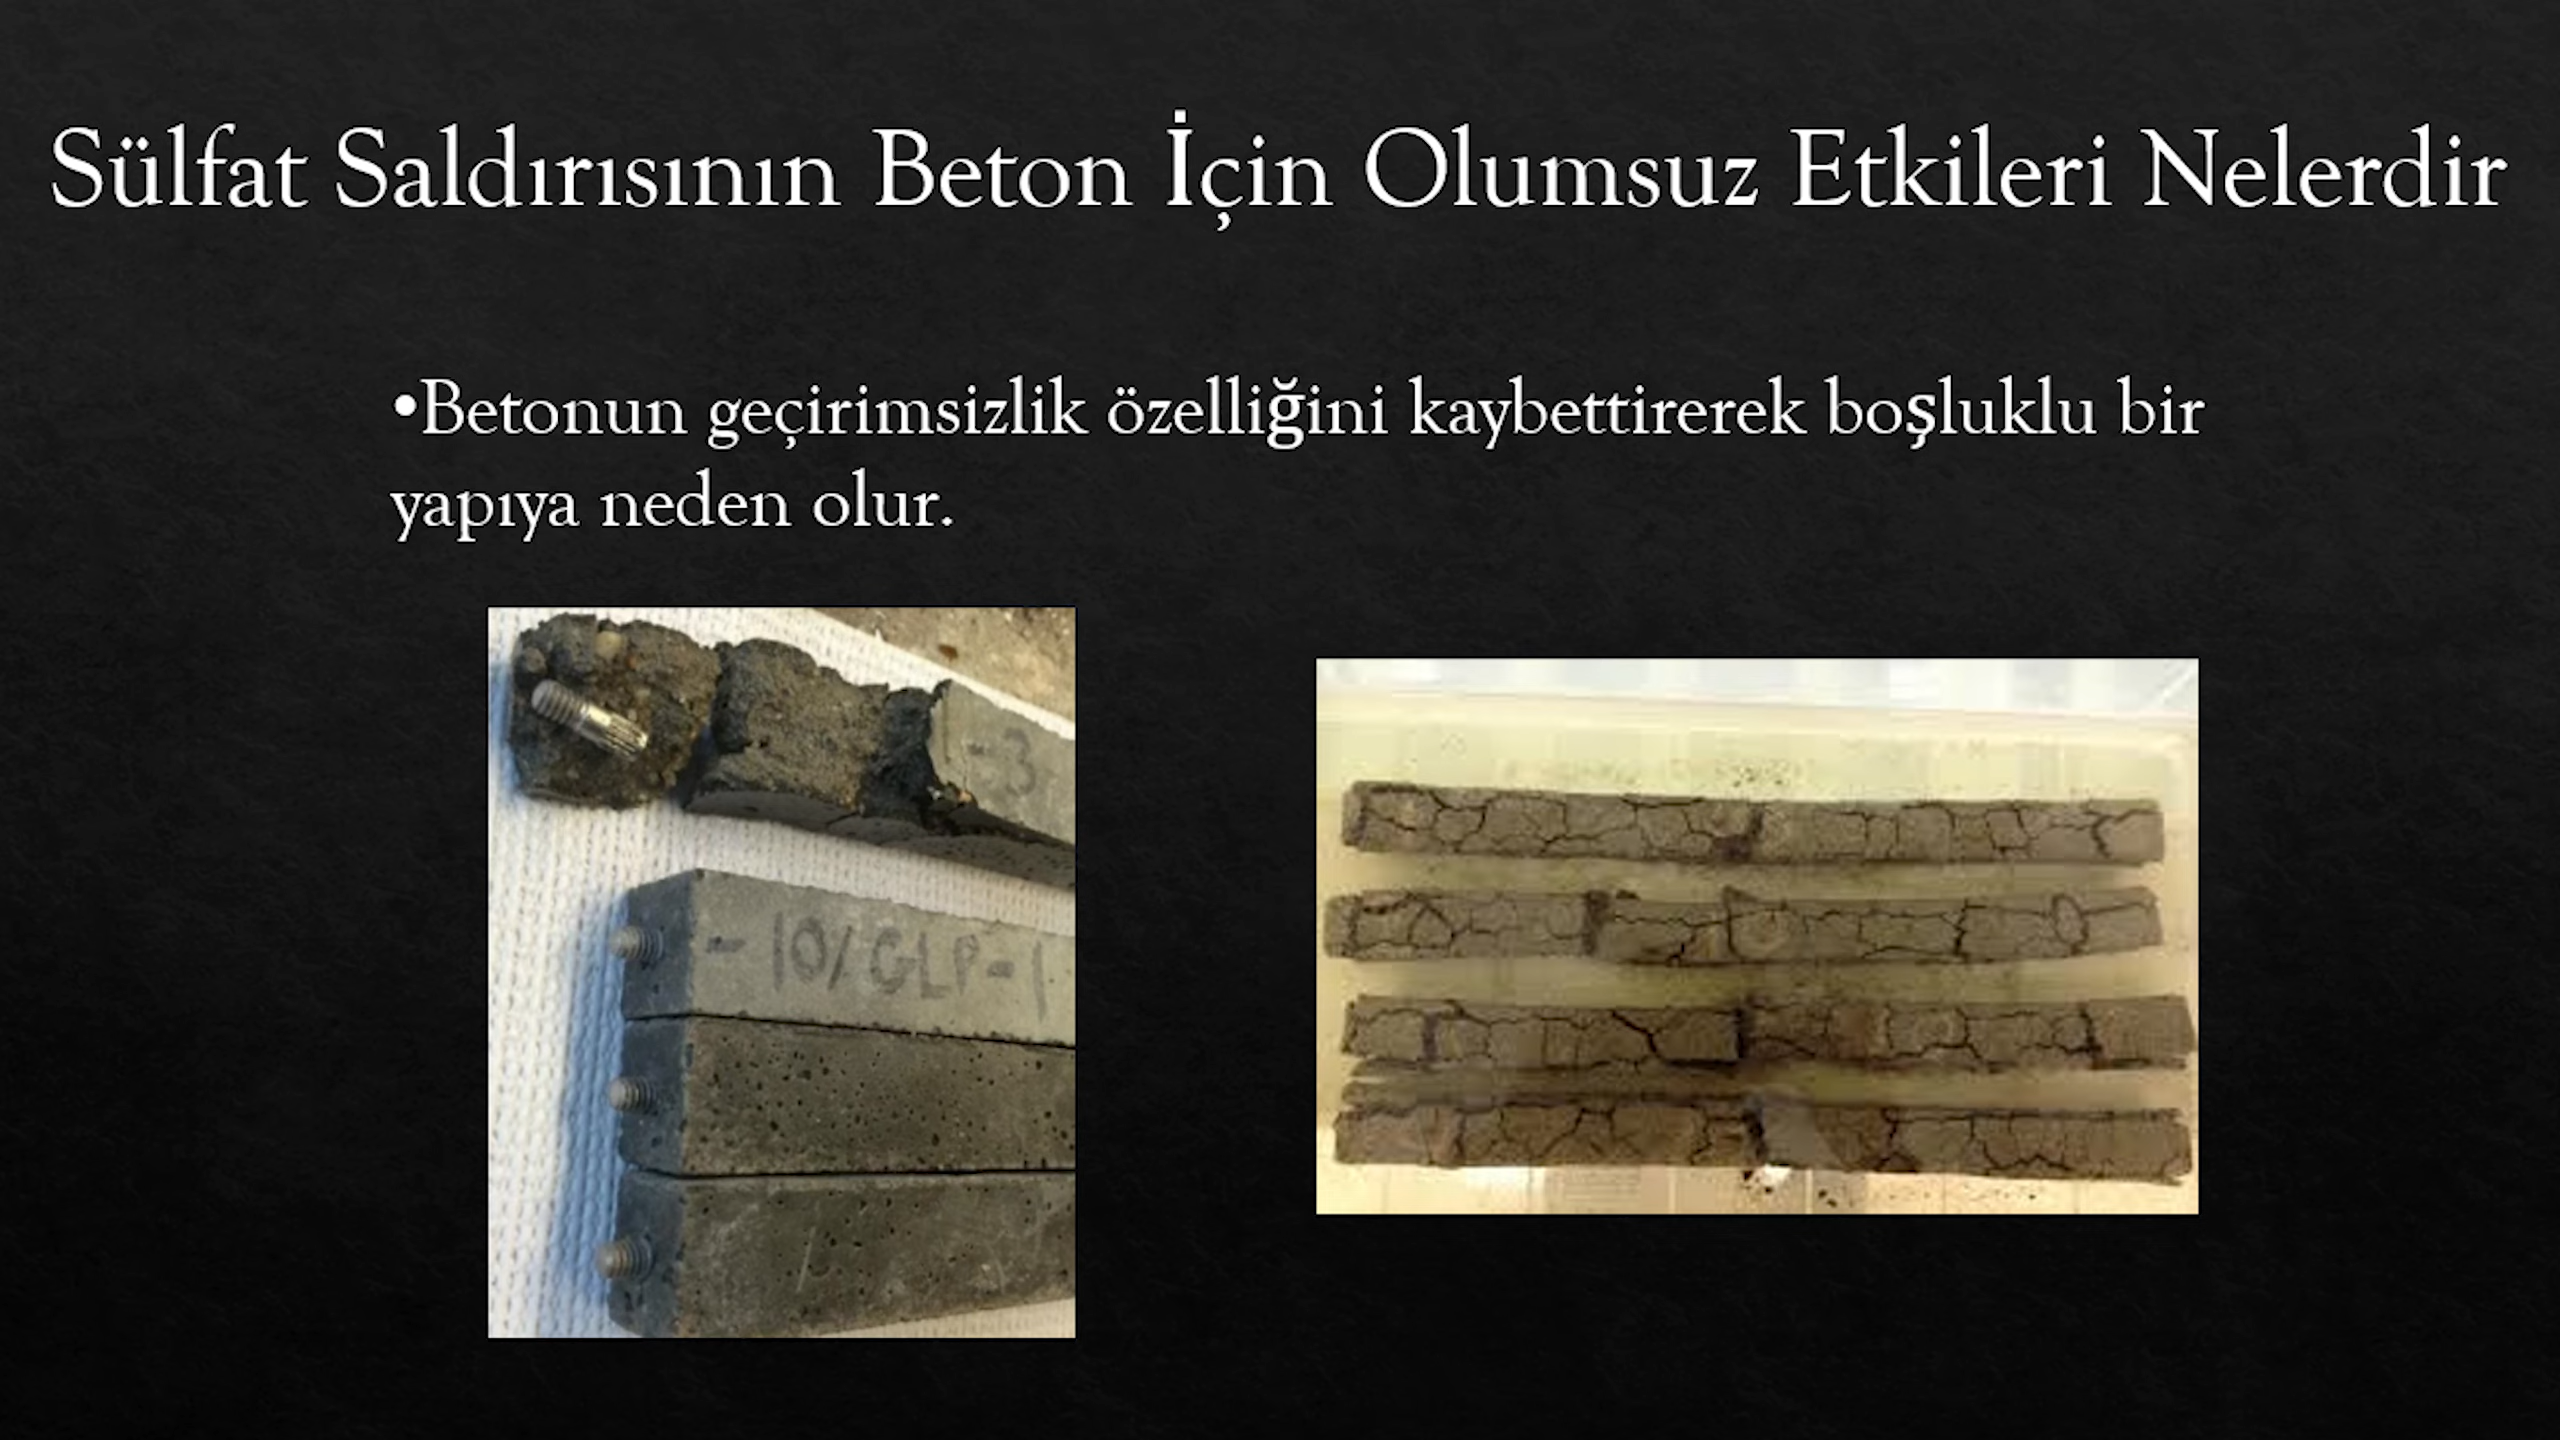 Sülfat Saldırısının Beton İçin Olumsuz Etkileri Nelerdir
•Betonun geçirimsizlik özelliğini kaybettirerek boşluklu bir
yapıya neden olur.
-3
- 10% GLP-1